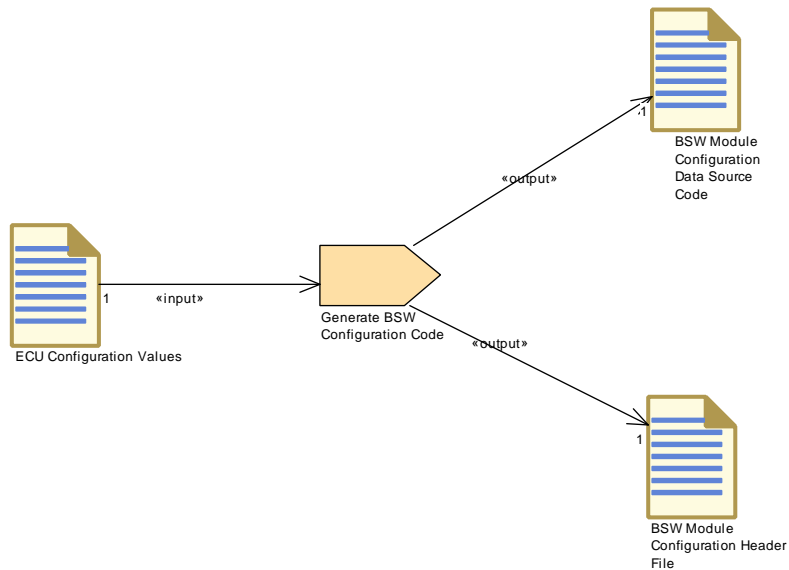 BSW Module
Configuration
Data Source
Code
1
«output»
1
«input»
ECU Configuration Values
Generate BSW
Configuration Code
«output»
1
BSW Module
Configuration Header
File